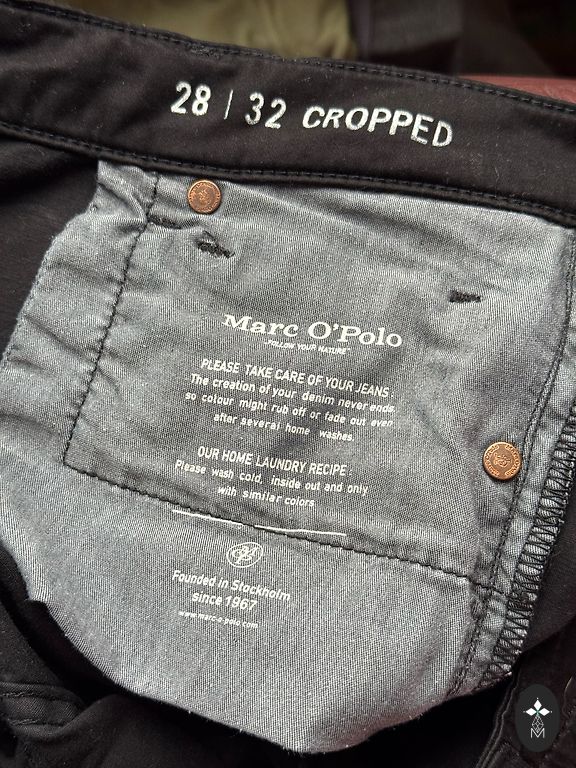 28 | 32 CROPPED
Marc O'Polo
FOLLOW YOUR NATURE
PLEASE TAKE CARE OF YOUR JEANS :
The creation of your denim never ends.
so colour might rub off or fade out even
after several home washes.
OUR HOME LAUNDRY RECIPE :
Please wash cold, inside out and only
with similar colors
Founded in Stockholm
since 1967
www.marc-o-polo.com
M